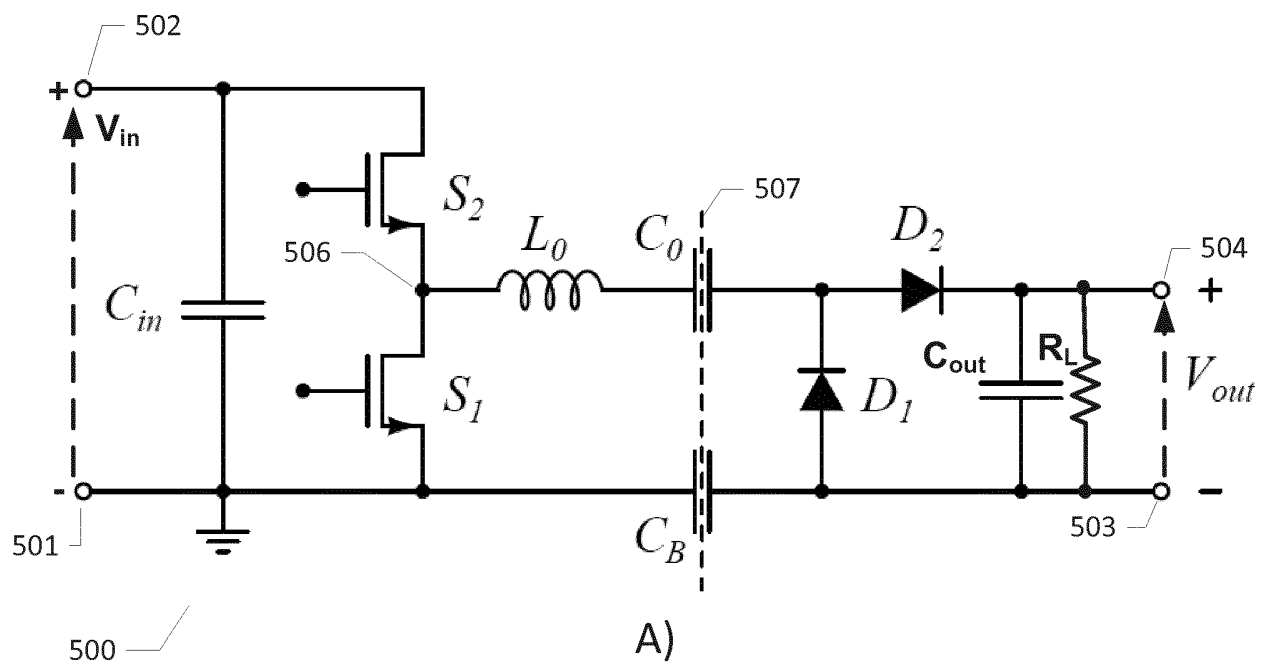 502
+
V_in
S_2
507
506
L_0
C_0
D_2
504
+
C_in
C_out
R_L
S_1
D_1
V_out
-
501
C_B
503
−
500
A)